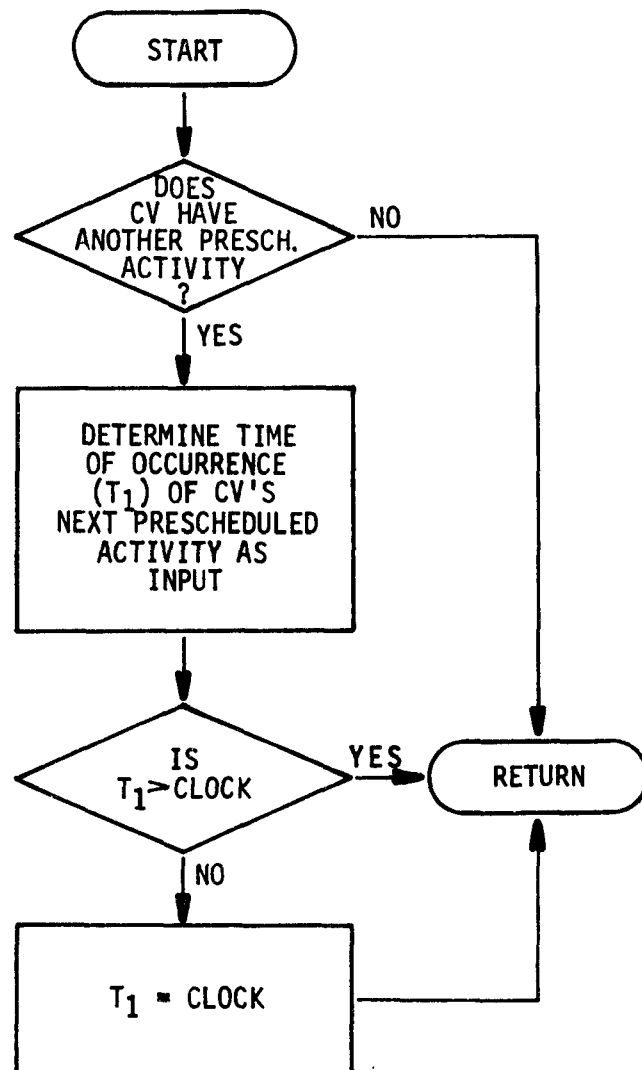 START
DOES
CV HAVE
ANOTHER PRESCH.
ACTIVITY
?
NO
YES
DETERMINE TIME
OF OCCURRENCE
(T1) OF CV'S
NEXT PRESCHEDULED
ACTIVITY AS
INPUT
IS
T1>CLOCK
YES
RETURN
NO
T1 = CLOCK